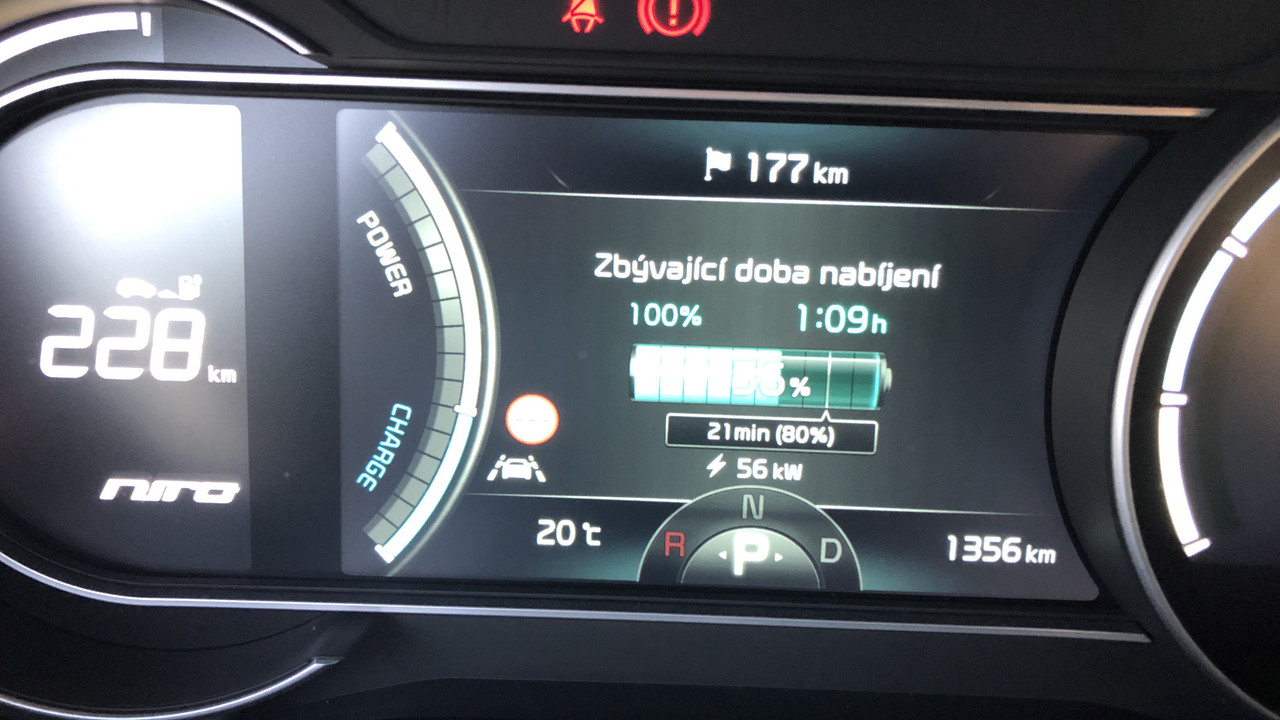 177 km
POWER
Zbývající doba nabíjení
100% 1:09h
228 km
56%
CHARGE
21min (80%)
56 kW
niro
N
20°C
R P D
1356 km